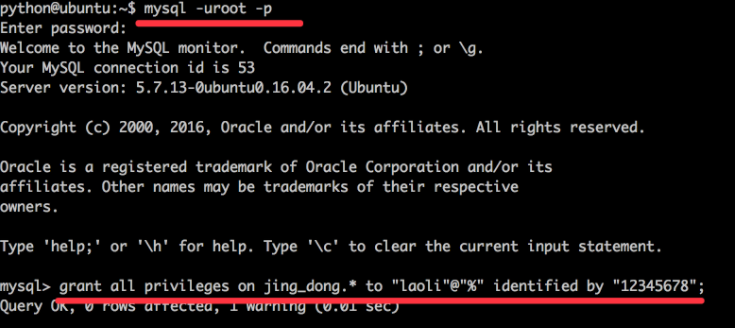 python@ubuntu:~$ mysql -uroot -p
Enter password:
Welcome to the MySQL monitor.  Commands end with ; or \g.
Your MySQL connection id is 53
Server version: 5.7.13-0ubuntu0.16.04.2 (Ubuntu)
Copyright (c) 2000, 2016, Oracle and/or its affiliates. All rights reserved.
Oracle is a registered trademark of Oracle Corporation and/or its
affiliates. Other names may be trademarks of their respective
owners.
Type 'help;' or '\h' for help. Type '\c' to clear the current input statement.
mysql> grant all privileges on jing_dong.* to "laoli"@"%" identified by "12345678";
Query OK, 0 rows affected, 1 warning (0.01 sec)